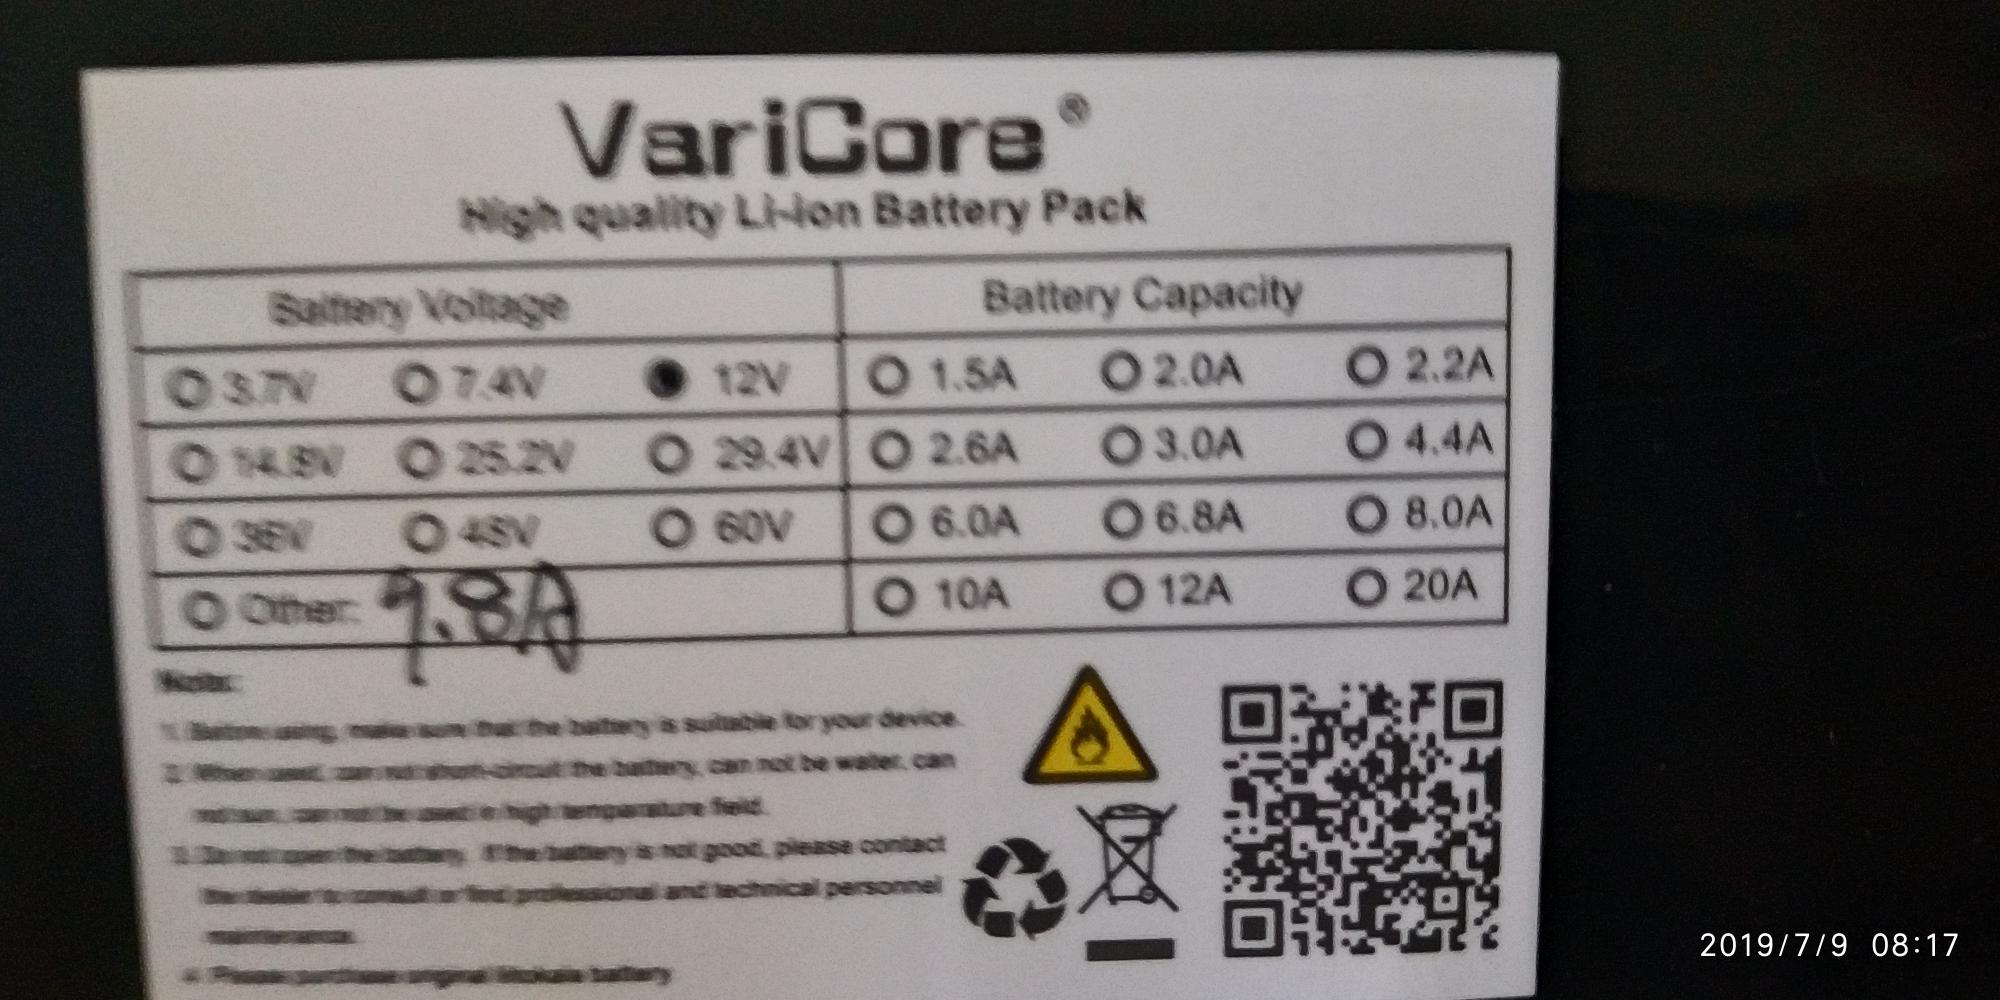 VariCore®
High quality Li-ion Battery Pack
Battery Voltage
Battery Capacity
3.7V 7.4V 12V 1.5A 2.0A 2.2A
14.8V 25.2V 29.4V 2.6A 3.0A 4.4A
36V 48V 60V 6.0A 6.8A 8.0A
Other: 9.8A 10A 12A 20A
Note:
1. Before using, make sure that the battery is suitable for your device.
2. When used, can not short-circuit the battery, can not be water, can
not sun, can not be used in high temperature field.
3. Do not open the battery. If the battery is not good, please contact
the dealer to consult or find professional and technical personnel
maintenance.
4. Please purchase original liitokala battery
2019/7/9 08:17